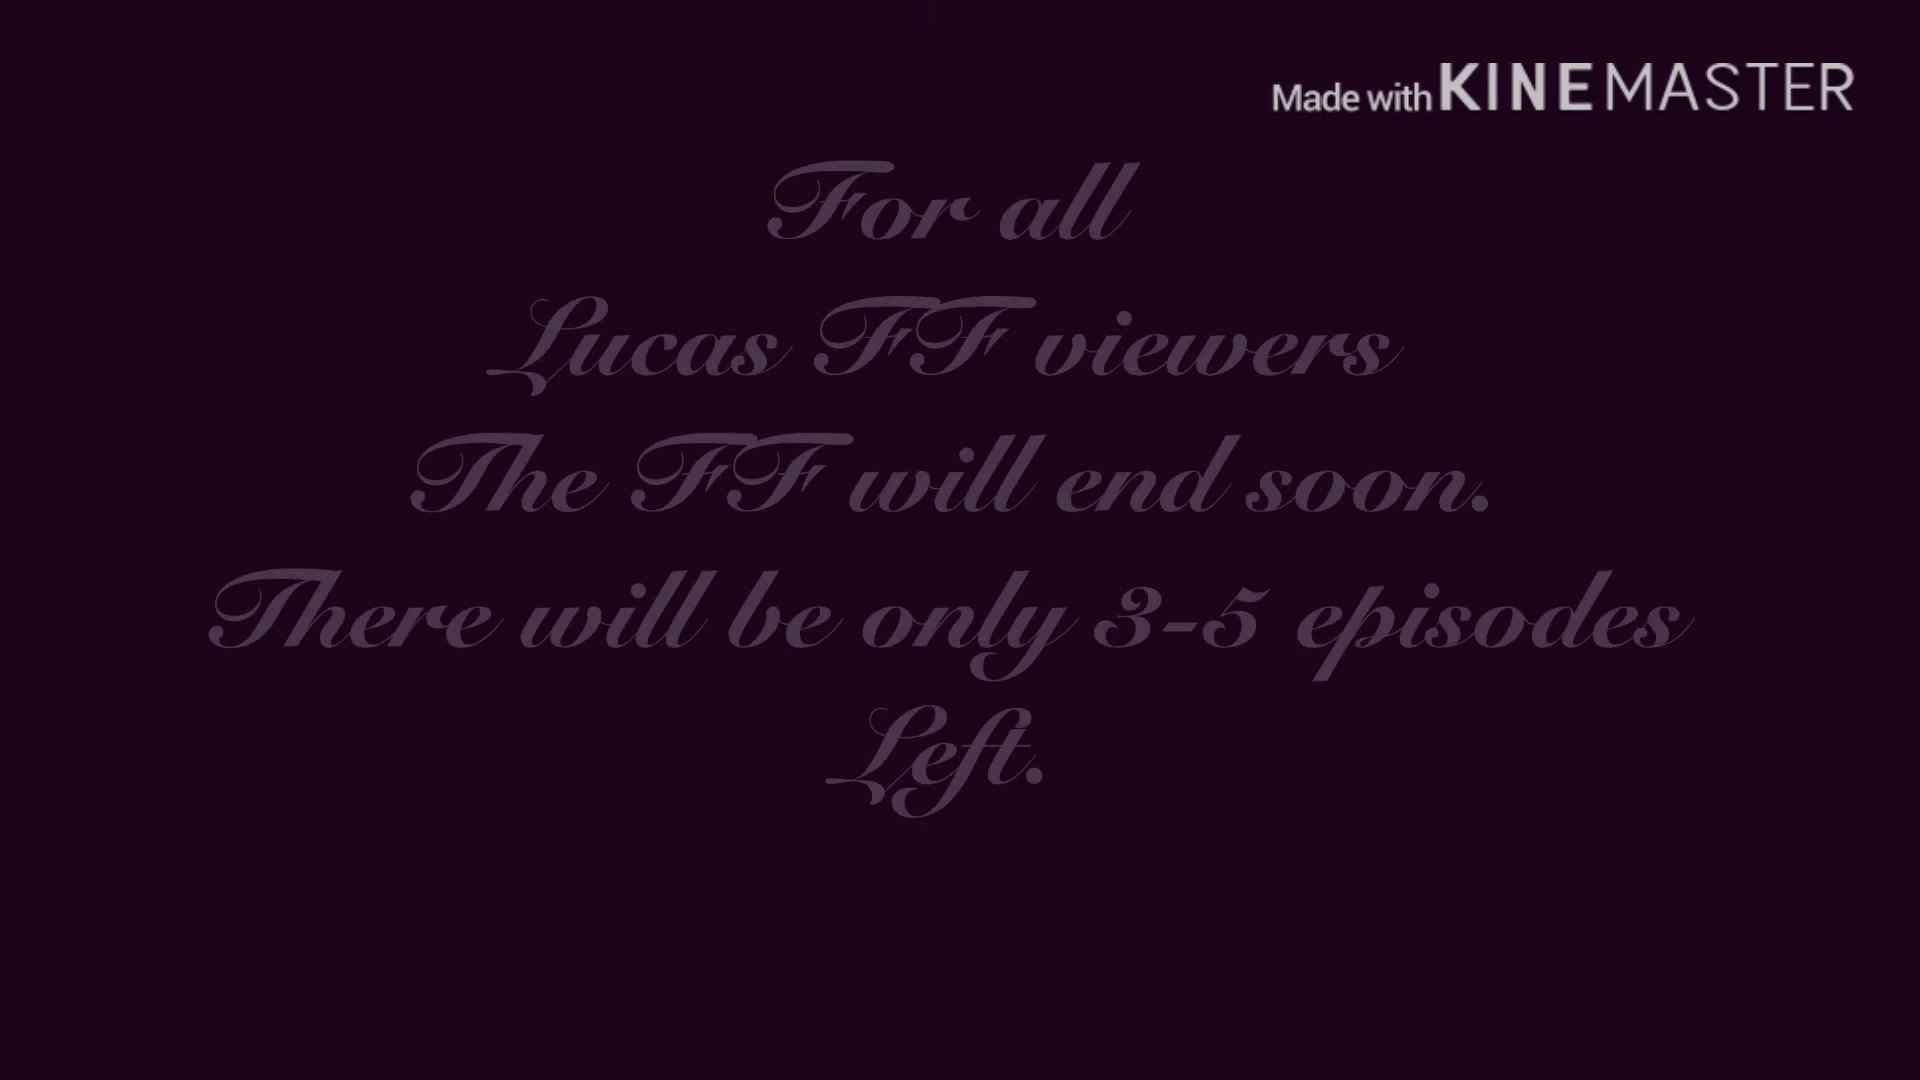 Made with KINEMASTER
For all
Lucas FF viewers
The FF will end soon.
There will be only 3-5 episodes
Left.